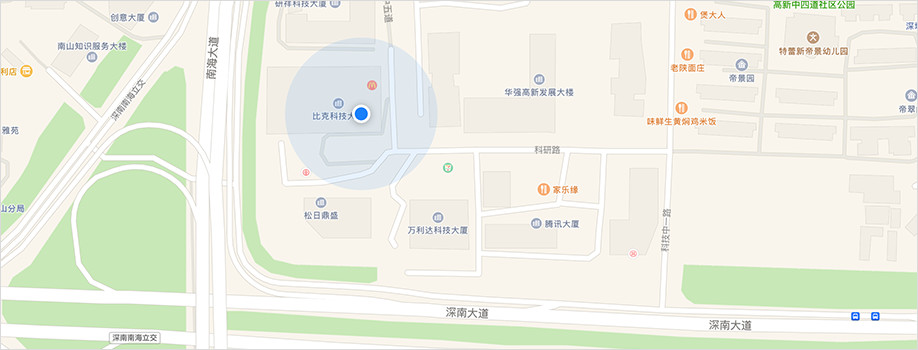 研祥科技大厦
创意大厦
高新中四道社区公园
煲大人
南山知识服务大楼
南海大道
特蕾新帝景幼儿园
利店
老陕面庄
帝景园
深南南海立交
华强高新发展大楼
比克科技大
味鲜生黄焖鸡米饭
雅苑
科研路
家乐缘
山分局
松日鼎盛
万利达科技大厦
腾讯大厦
科技中一路
深南大道
深南大道
深南南海立交